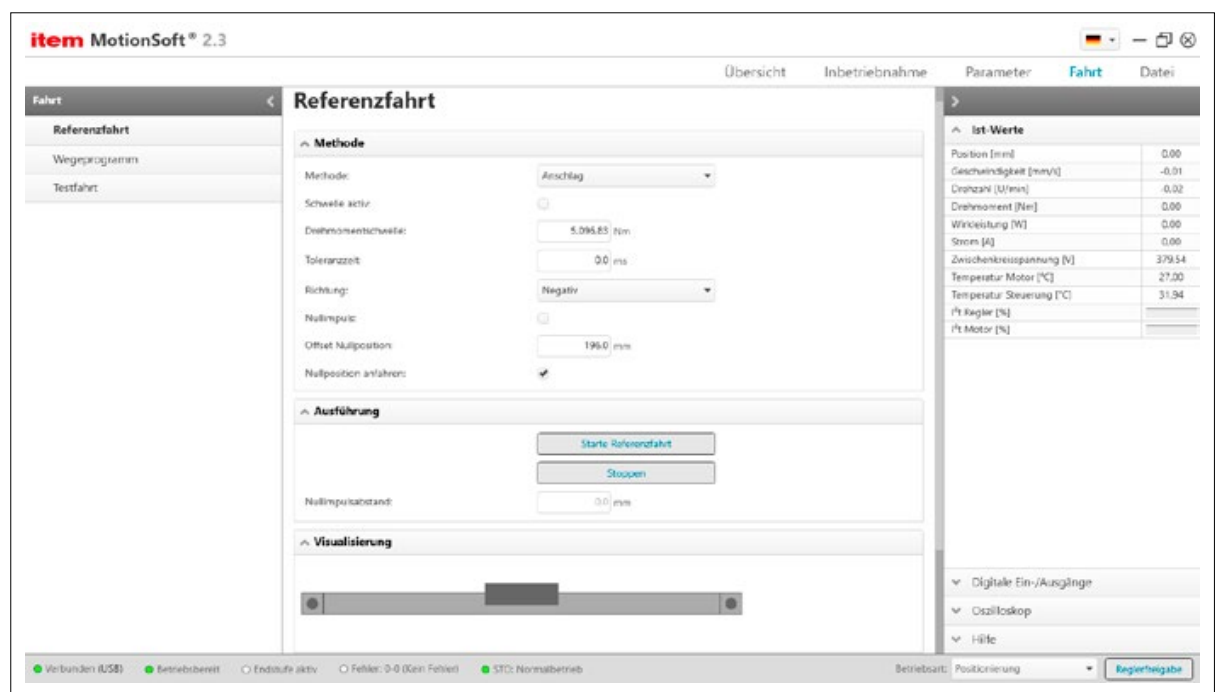 item MotionSoft® 2.3
Übersicht Inbetriebnahme Parameter Fahrt Datei
Fahrt
Referenzfahrt
Wegeprogramm
Testfahrt
Referenzfahrt
Methode
Methode: Anschlag
Schwelle aktiv:
Drehmomentschwelle: 5.096,83 Nm
Toleranzzeit: 0.0 ms
Richtung: Negativ
Nullimpuls:
Offset Nullposition: 196.0 mm
Nullposition anfahren:
Ausführung
Starte Referenzfahrt
Stoppen
Nullimpulsabstand: 0.0 mm
Visualisierung
Ist-Werte
Position [mm] 0,00
Geschwindigkeit [mm/s] -0,01
Drehzahl [U/min] -0,02
Drehmoment [Nm] 0,00
Wirkleistung [W] 0,00
Strom [A] 0,00
Zwischenkreisspannung [V] 379,54
Temperatur Motor [°C] 27,00
Temperatur Steuerung [°C] 31,94
I²t Regler [%]
I²t Motor [%]
Digitale Ein-/Ausgänge
Oszilloskop
Hilfe
Verbunden (USB) Betriebsbereit Endstufe aktiv Fehler: 0-0 (Kein Fehler) STO: Normalbetrieb Betriebsart: Positionierung Reglerfreigabe